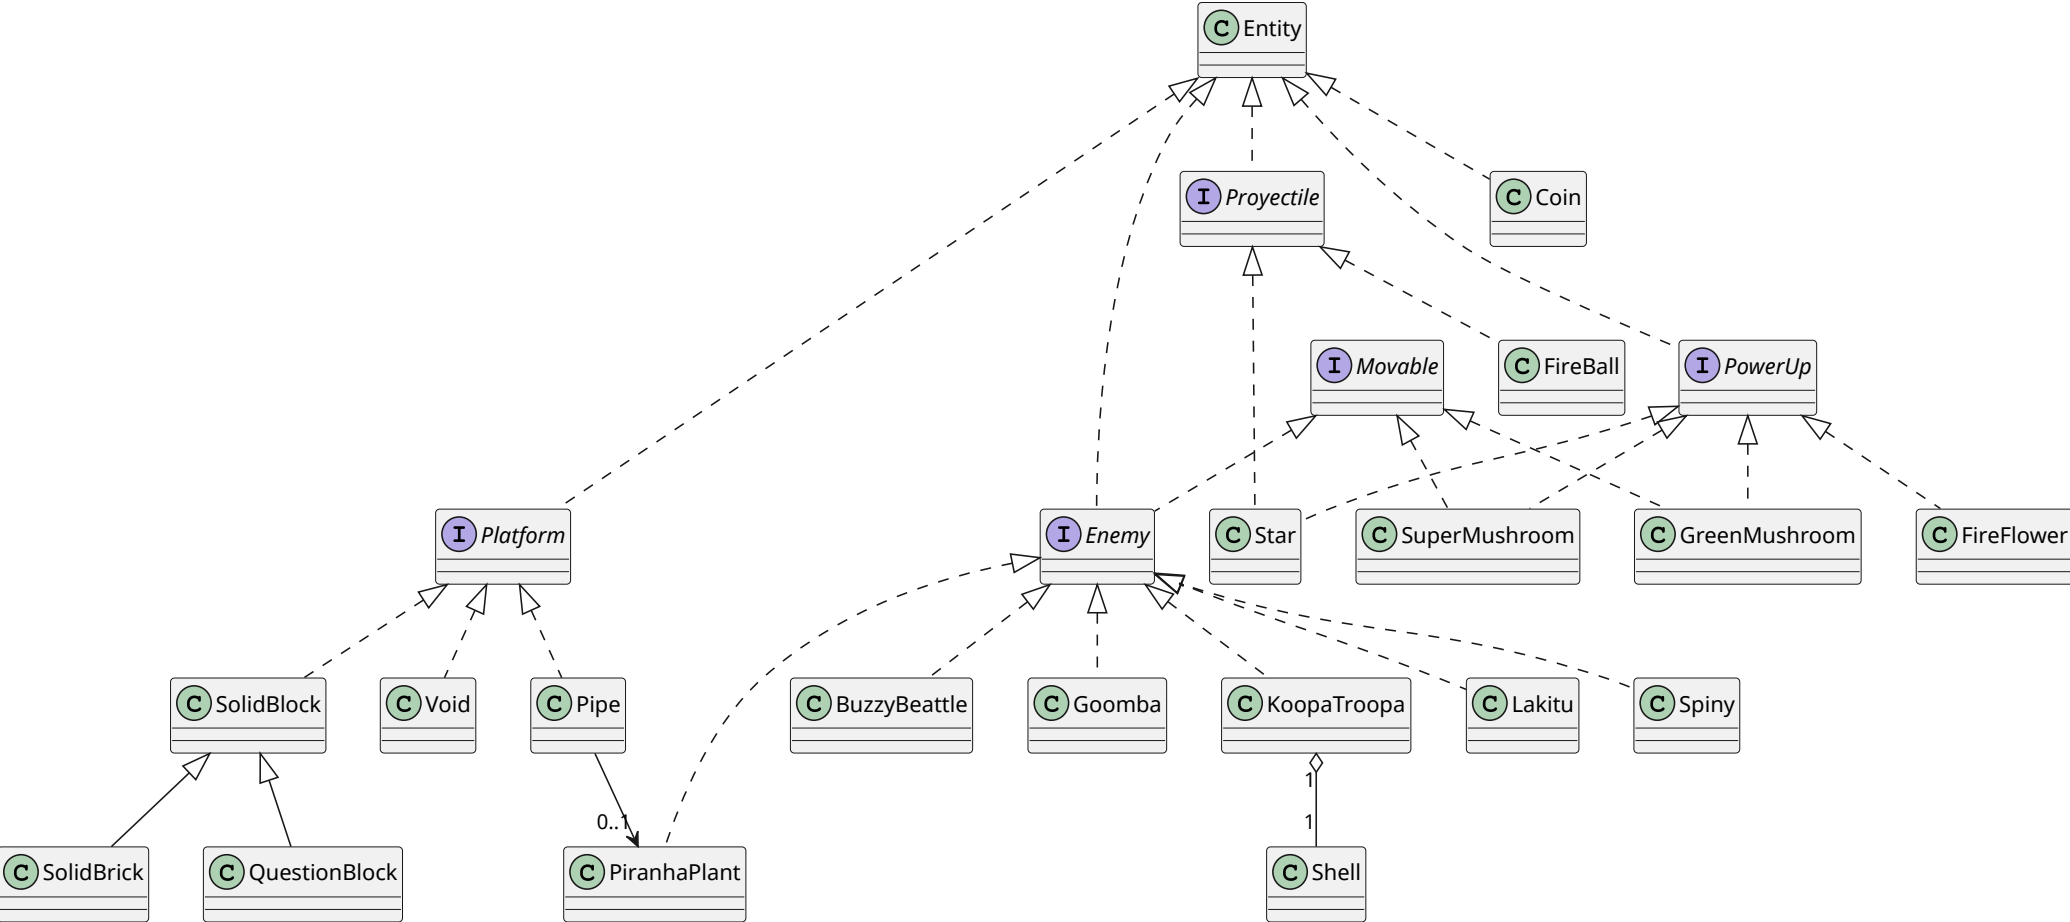 C Entity
I Proyectile
C Coin
I Movable
C FireBall
I PowerUp
I Platform
I Enemy
C Star
C SuperMushroom
C GreenMushroom
C FireFlower
C SolidBlock
C Void
C Pipe
C BuzzyBeattle
C Goomba
C KoopaTroopa
C Lakitu
C Spiny
1
0..1
1
C SolidBrick
C QuestionBlock
C PiranhaPlant
C Shell